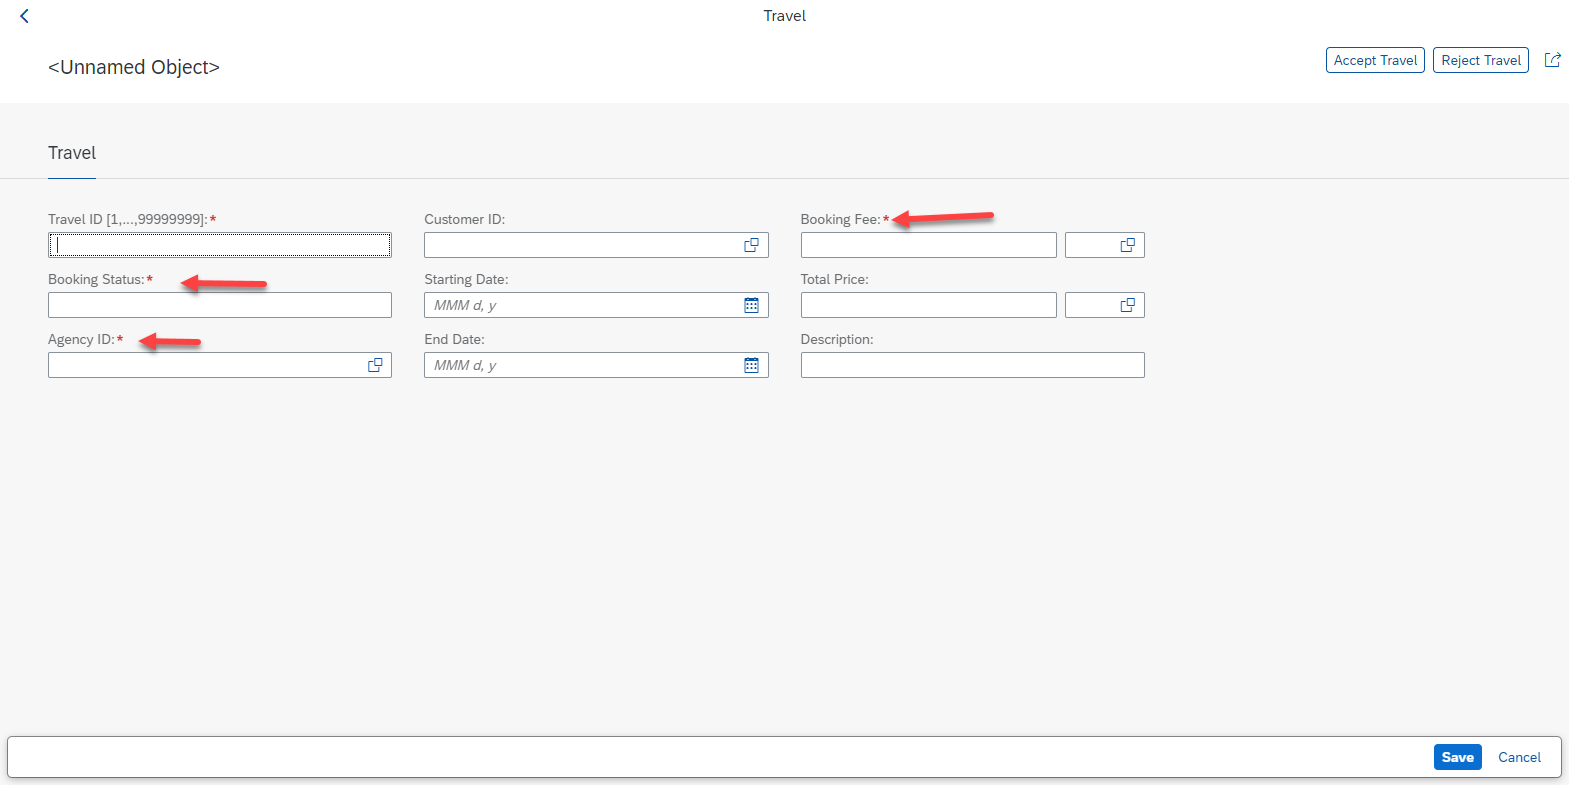 Travel
<Unnamed Object>
Accept Travel
Reject Travel
Travel
Travel ID [1,...,99999999]:*
Customer ID:
Booking Fee:*
Booking Status:*
Starting Date:
MMM d, y
Total Price:
Agency ID:*
End Date:
MMM d, y
Description:
Save
Cancel